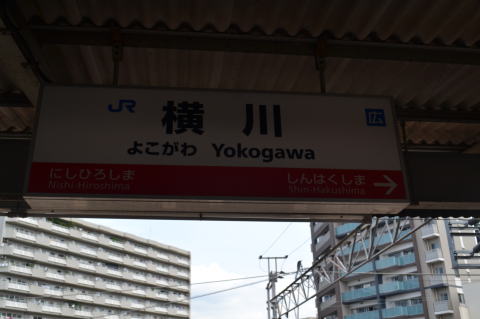 JR 横川 広
よこがわ Yokogawa
にしひろしま しんはくしま
Nishi-Hiroshima Shin-Hakushima